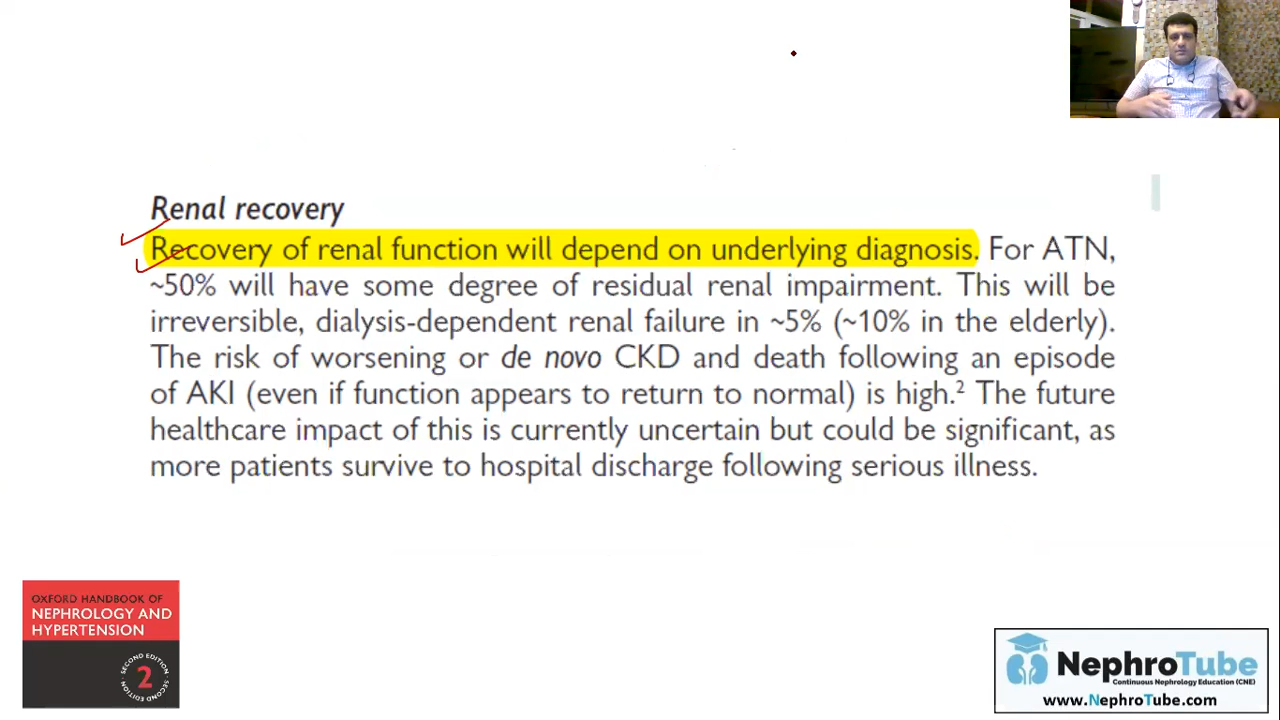 Renal recovery
Recovery of renal function will depend on underlying diagnosis. For ATN,
~50% will have some degree of residual renal impairment. This will be
irreversible, dialysis-dependent renal failure in ~5% (~10% in the elderly).
The risk of worsening or de novo CKD and death following an episode
of AKI (even if function appears to return to normal) is high.2 The future
healthcare impact of this is currently uncertain but could be significant, as
more patients survive to hospital discharge following serious illness.
OXFORD HANDBOOK OF
NEPHROLOGY AND
HYPERTENSION
SECOND EDITION
2
SECOND EDITION
NephroTube
Continuous Nephrology Education (CNE)
www.NephroTube.com